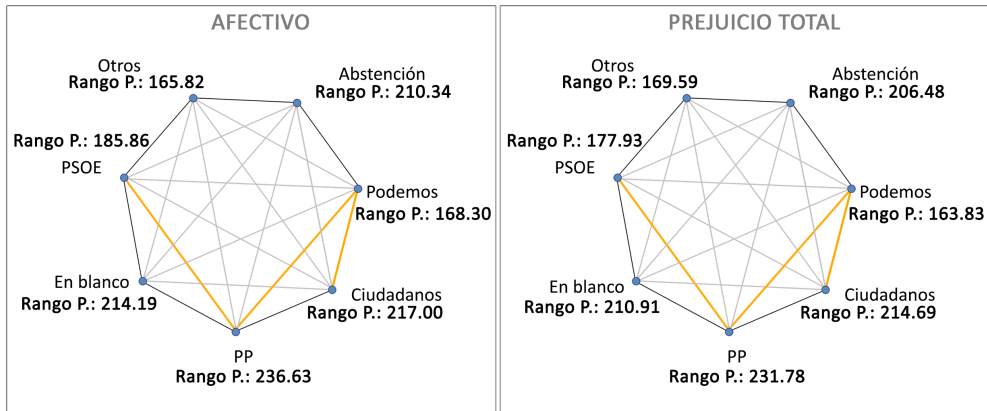 AFECTIVO
Otros
Rango P.: 165.82
Abstención
Rango P.: 210.34
Rango P.: 185.86
PSOE
Podemos
Rango P.: 168.30
En blanco
Rango P.: 214.19
Ciudadanos
Rango P.: 217.00
PP
Rango P.: 236.63
PREJUICIO TOTAL
Otros
Rango P.: 169.59
Abstención
Rango P.: 206.48
Rango P.: 177.93
PSOE
Podemos
Rango P.: 163.83
En blanco
Rango P.: 210.91
Ciudadanos
Rango P.: 214.69
PP
Rango P.: 231.78